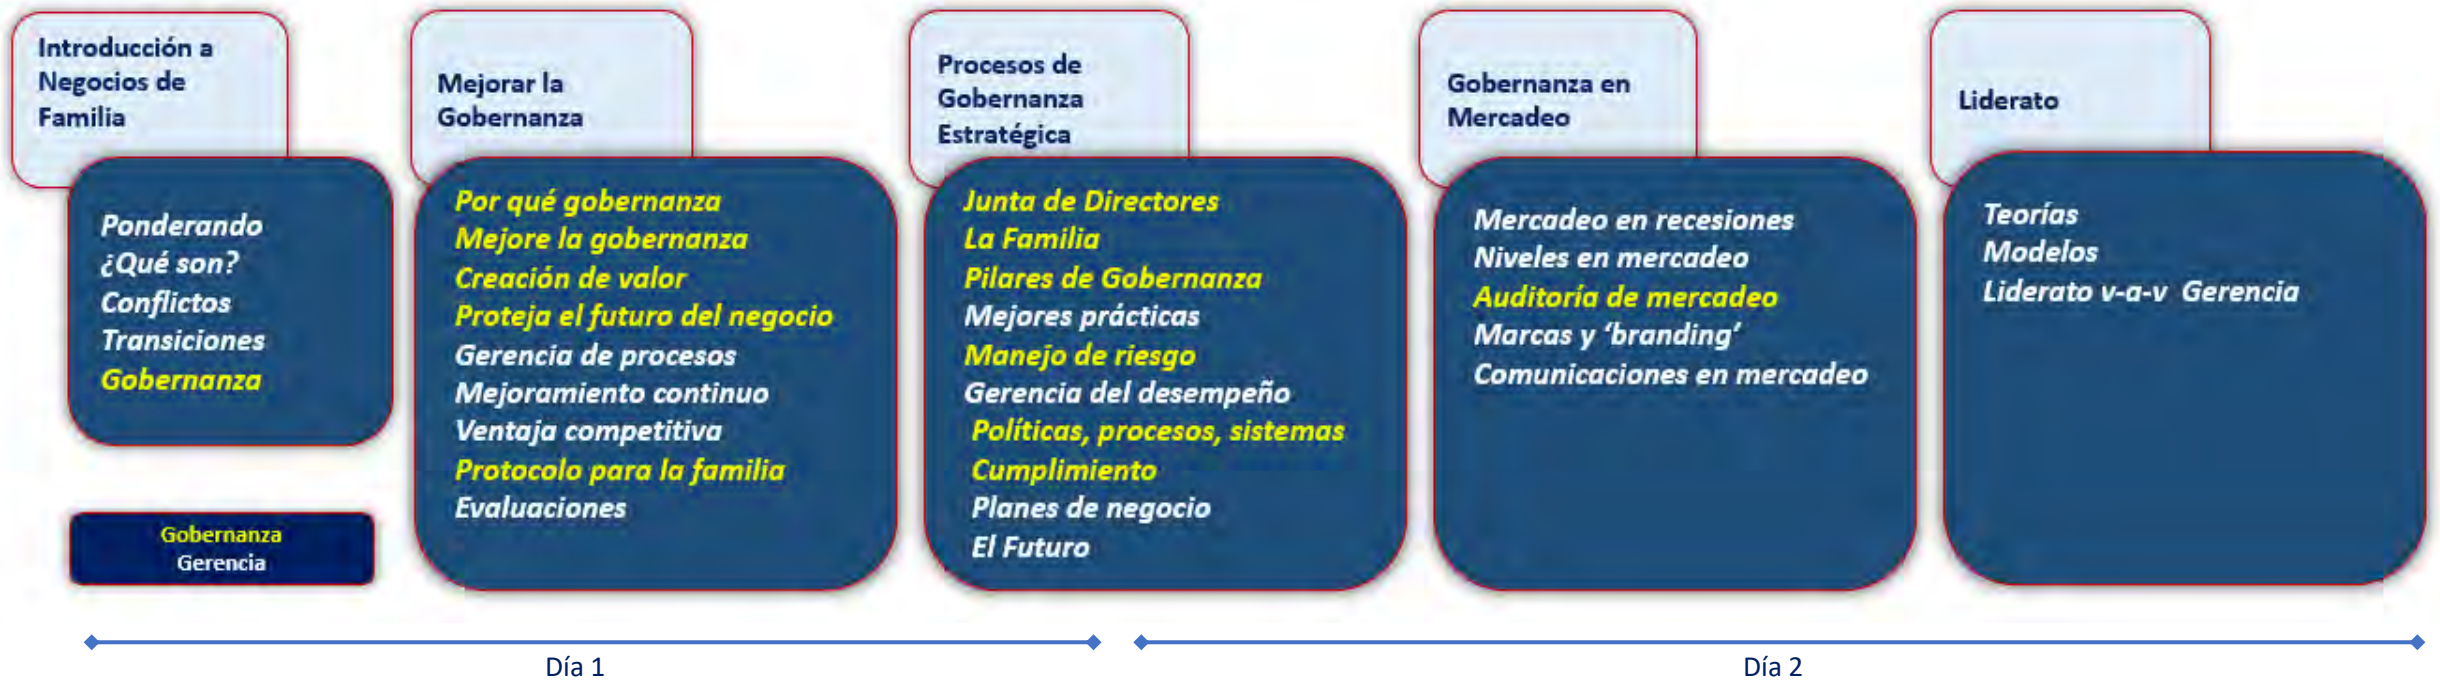 Introducción a
Negocios de
Familia
Ponderando
¿Qué son?
Conflictos
Transiciones
Gobernanza
Gobernanza
Gerencia
Mejorar la
Gobernanza
Por qué gobernanza
Mejore la gobernanza
Creación de valor
Proteja el futuro del negocio
Gerencia de procesos
Mejoramiento continuo
Ventaja competitiva
Protocolo para la familia
Evaluaciones
Procesos de
Gobernanza
Estratégica
Junta de Directores
La Familia
Pilares de Gobernanza
Mejores prácticas
Manejo de riesgo
Gerencia del desempeño
Políticas, procesos, sistemas
Cumplimiento
Planes de negocio
El Futuro
Gobernanza en
Mercadeo
Mercadeo en recesiones
Niveles en mercadeo
Auditoría de mercadeo
Marcas y ‘branding’
Comunicaciones en mercadeo
Liderato
Teorías
Modelos
Liderato v-a-v Gerencia
Día 1
Día 2